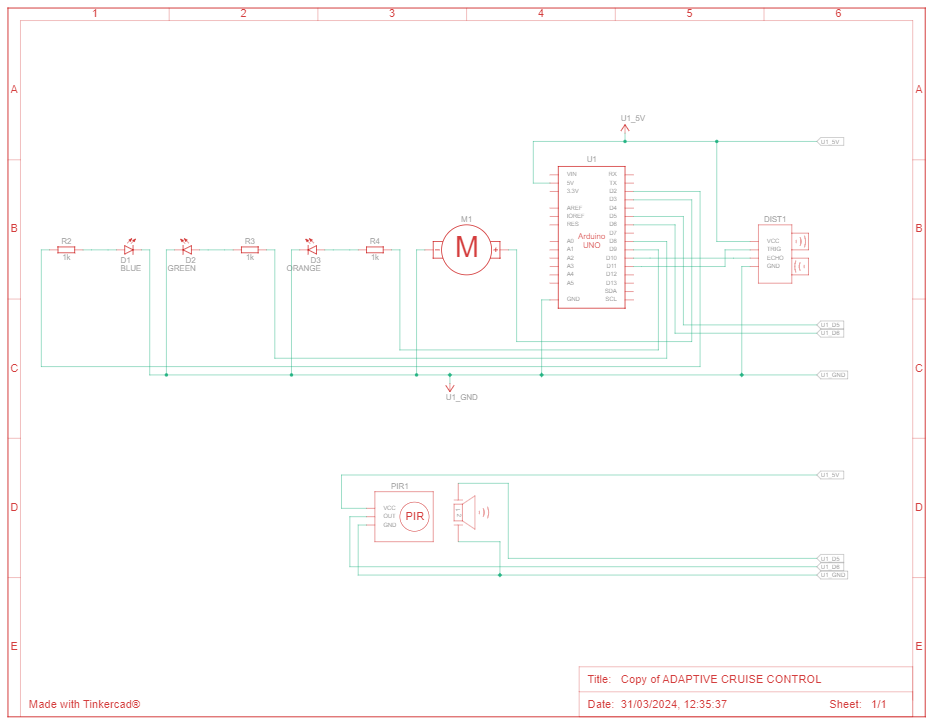 1 2 3 4 5 6
A A
U1_5V
U1_5V
U1
VIN RX
5V TX
3.3V D2
D3
AREF D4
IOREF D5
RES D6
D7
A0 D8
A1 D9
A2 D10
A3 D11
A4 D12
A5 D13
SDA
GND SCL
Arduino
UNO
DIST1
VCC
TRIG
ECHO
GND
B B
M1
M
- +
R2
1k
D1
BLUE
D2
GREEN
R3
1k
D3
ORANGE
R4
1k
U1_D5
U1_D6
C C
U1_GND
U1_GND
U1_5V
PIR1
VCC
OUT
GND
PIR
1
2
D D
U1_D5
U1_D6
U1_GND
E E
Title: Copy of ADAPTIVE CRUISE CONTROL
Made with Tinkercad®
Date: 31/03/2024, 12:35:37 Sheet: 1/1